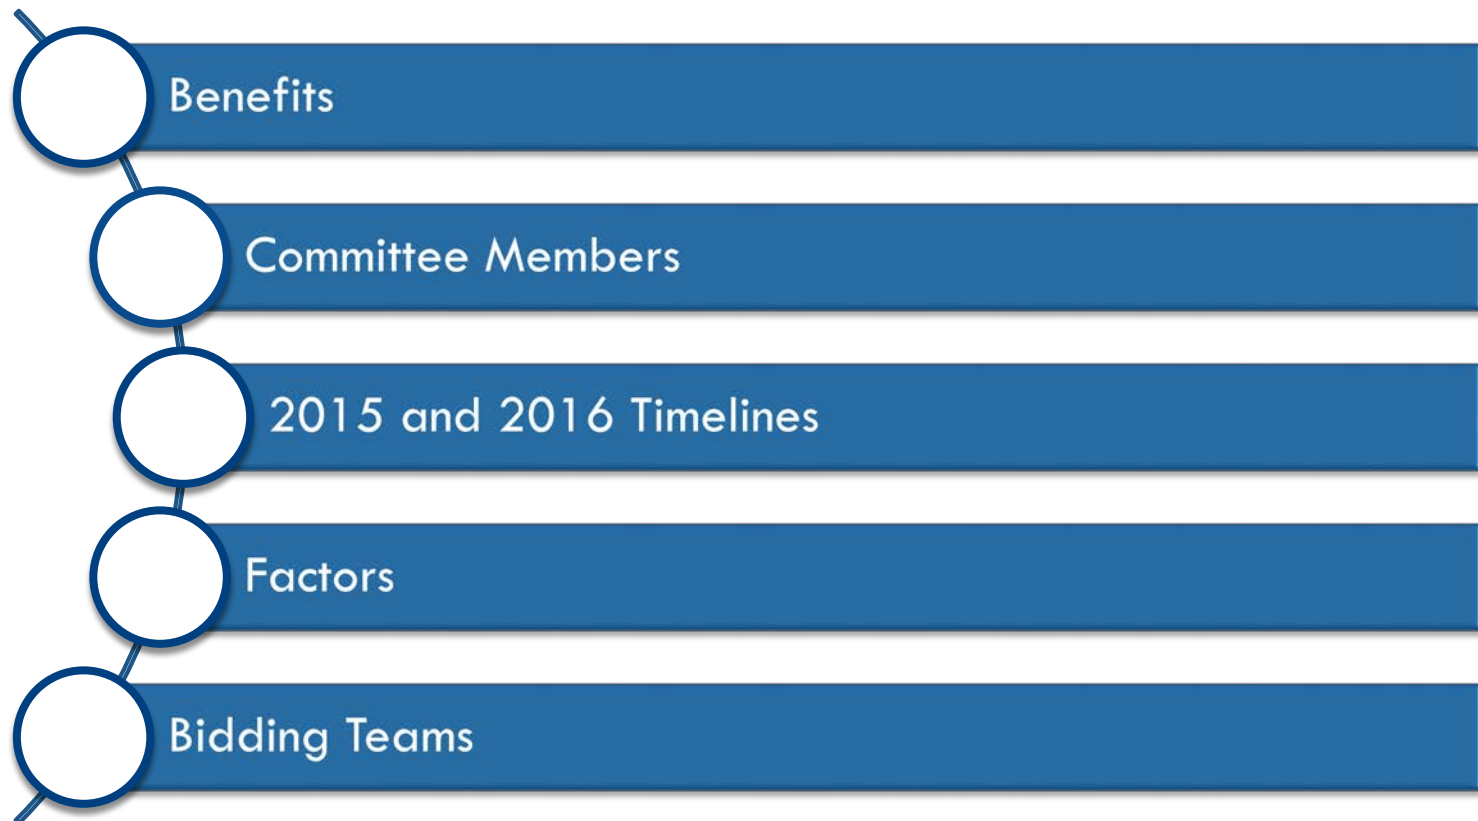 Benefits
Committee Members
2015 and 2016 Timelines
Factors
Bidding Teams